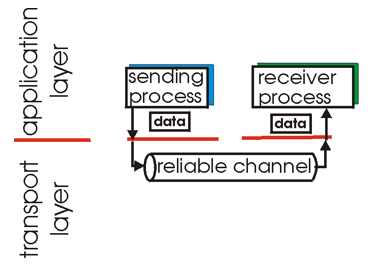 application
layer
sending
process
receiver
process
data
data
reliable channel
transport
layer